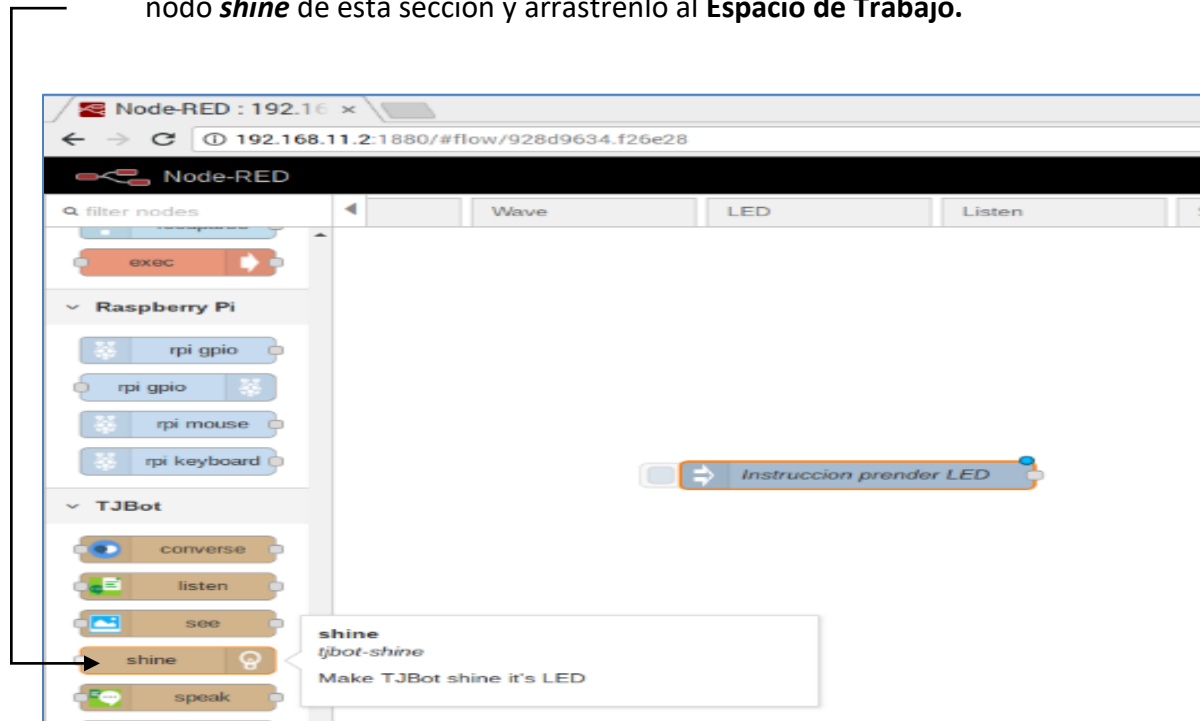 nodo shine de esta sección y arrástrenlo al Espacio de Trabajo.
Node-RED : 192.16
192.168.11.2:1880/#flow/928d9634.f26e28
Node-RED
filter nodes
Wave
LED
Listen
exec
Raspberry Pi
rpi gpio
rpi gpio
rpi mouse
rpi keyboard
Instruccion prender LED
TJBot
converse
listen
see
shine
speak
shine
tjbot-shine
Make TJBot shine it's LED